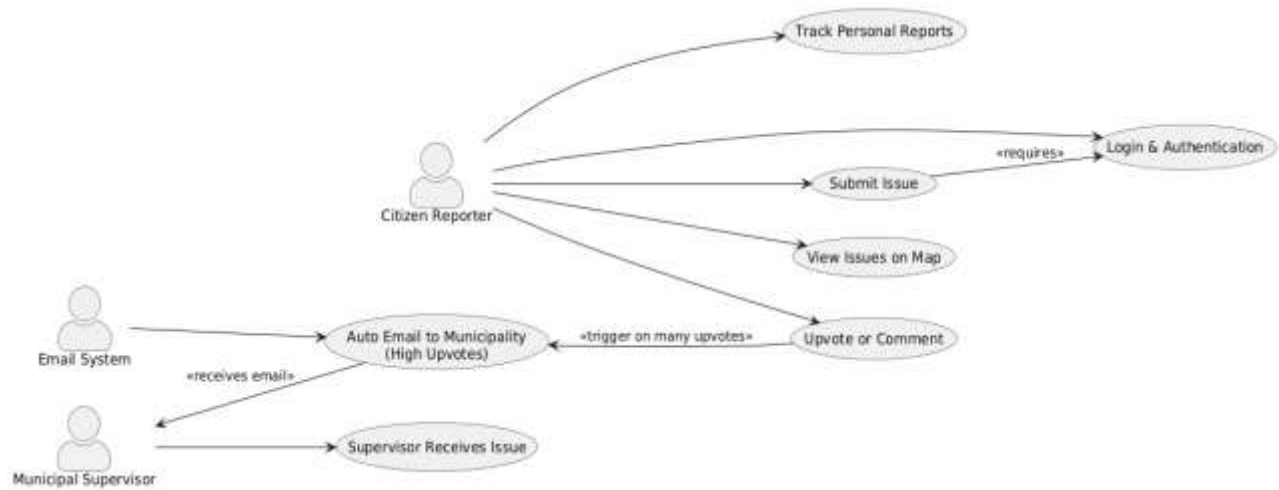 Track Personal Reports
Login & Authentication
«requires»
Submit Issue
Citizen Reporter
View Issues on Map
Auto Email to Municipality
(High Upvotes)
«trigger on many upvotes»
Upvote or Comment
Email System
«receives email»
Supervisor Receives Issue
Municipal Supervisor